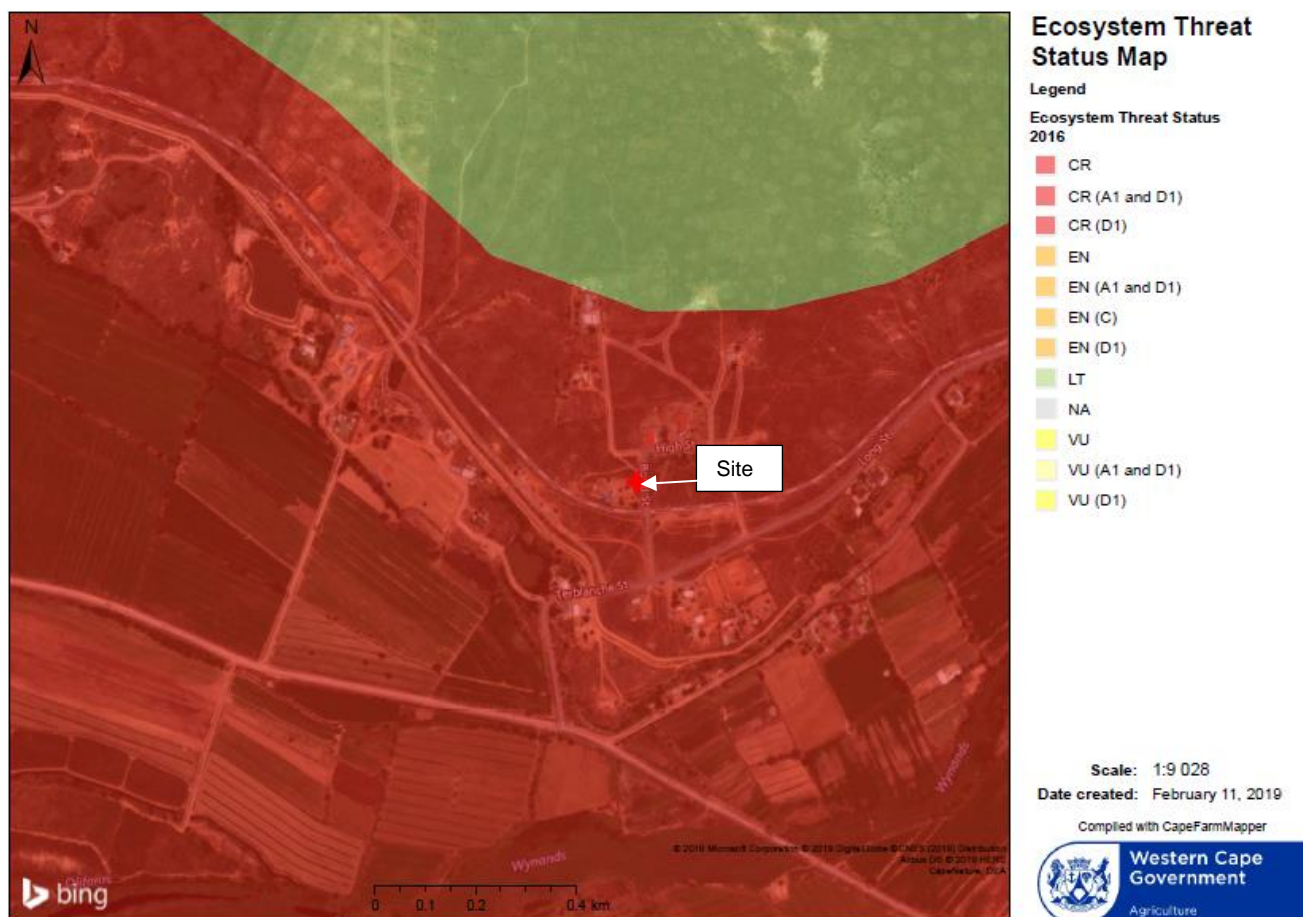 N
Ecosystem Threat
Status Map
Legend
Ecosystem Threat Status
2016
CR
CR (A1 and D1)
CR (D1)
EN
EN (A1 and D1)
EN (C)
EN (D1)
LT
NA
VU
VU (A1 and D1)
VU (D1)
Long St
High St
Site
Terblanche St
Wynands
Wynands
Olifants
bing
0 0.1 0.2 0.4 km
Scale: 1:9 028
Date created: February 11, 2019
Compiled with CapeFarmMapper
Western Cape
Government
Agriculture